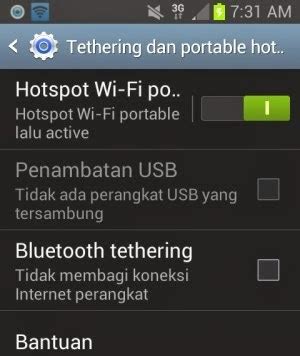 3G 7:31 AM
Tethering dan portable hot..
Hotspot Wi-Fi po..
Hotspot Wi-Fi portable
lalu active
Penambatan USB
Tidak ada perangkat USB yang
tersambung
Bluetooth tethering
Tidak membagi koneksi
Internet perangkat
Bantuan